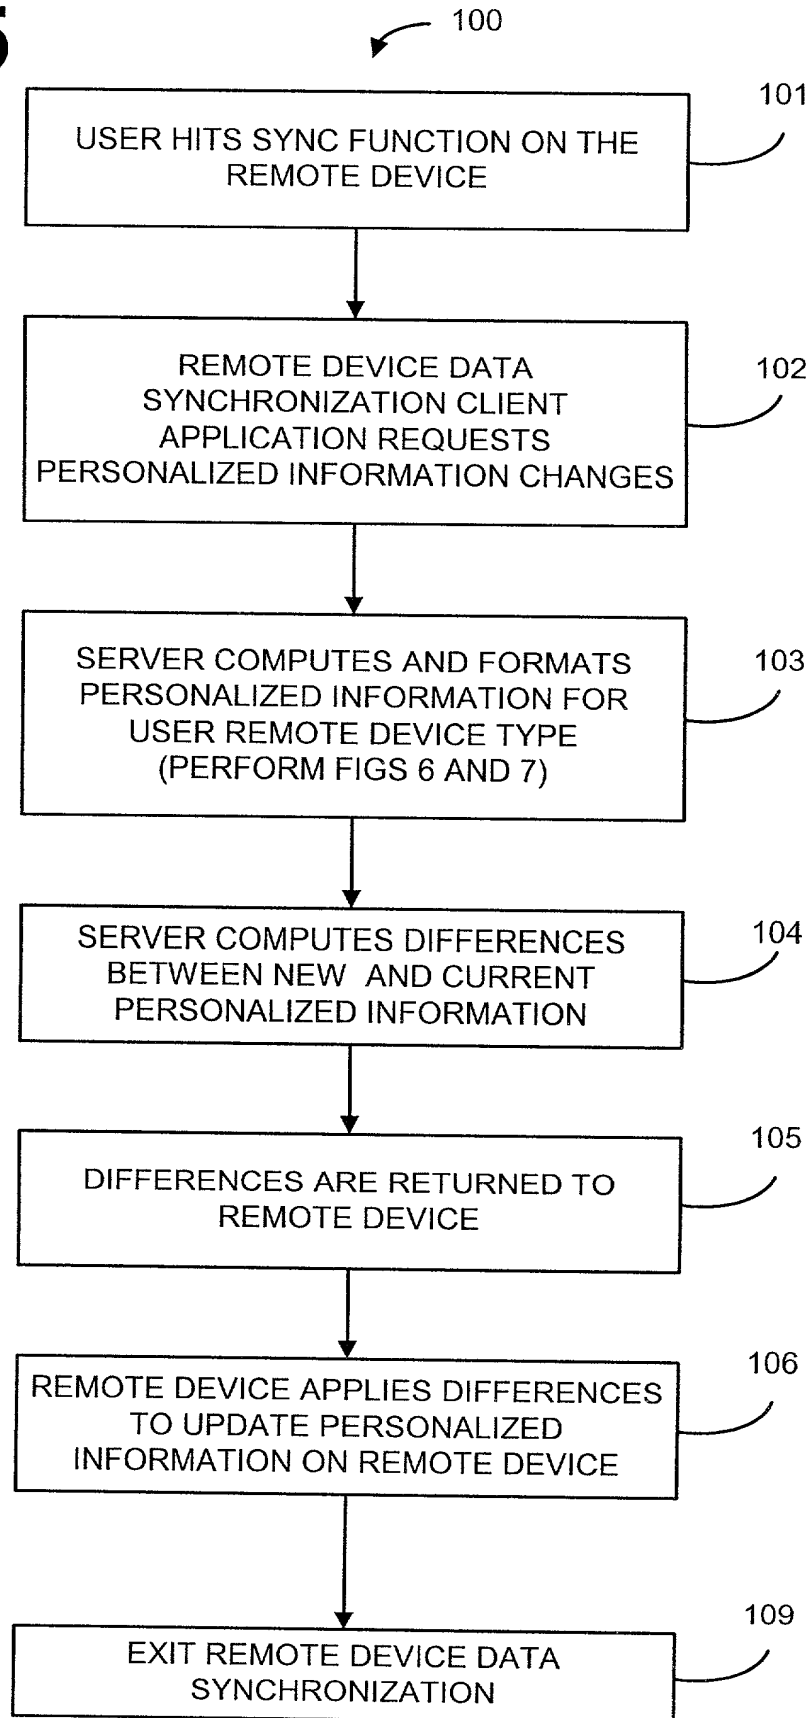 5
100
101
USER HITS SYNC FUNCTION ON THE
REMOTE DEVICE
102
REMOTE DEVICE DATA
SYNCHRONIZATION CLIENT
APPLICATION REQUESTS
PERSONALIZED INFORMATION CHANGES
103
SERVER COMPUTES AND FORMATS
PERSONALIZED INFORMATION FOR
USER REMOTE DEVICE TYPE
(PERFORM FIGS 6 AND 7)
104
SERVER COMPUTES DIFFERENCES
BETWEEN NEW AND CURRENT
PERSONALIZED INFORMATION
105
DIFFERENCES ARE RETURNED TO
REMOTE DEVICE
106
REMOTE DEVICE APPLIES DIFFERENCES
TO UPDATE PERSONALIZED
INFORMATION ON REMOTE DEVICE
109
EXIT REMOTE DEVICE DATA
SYNCHRONIZATION